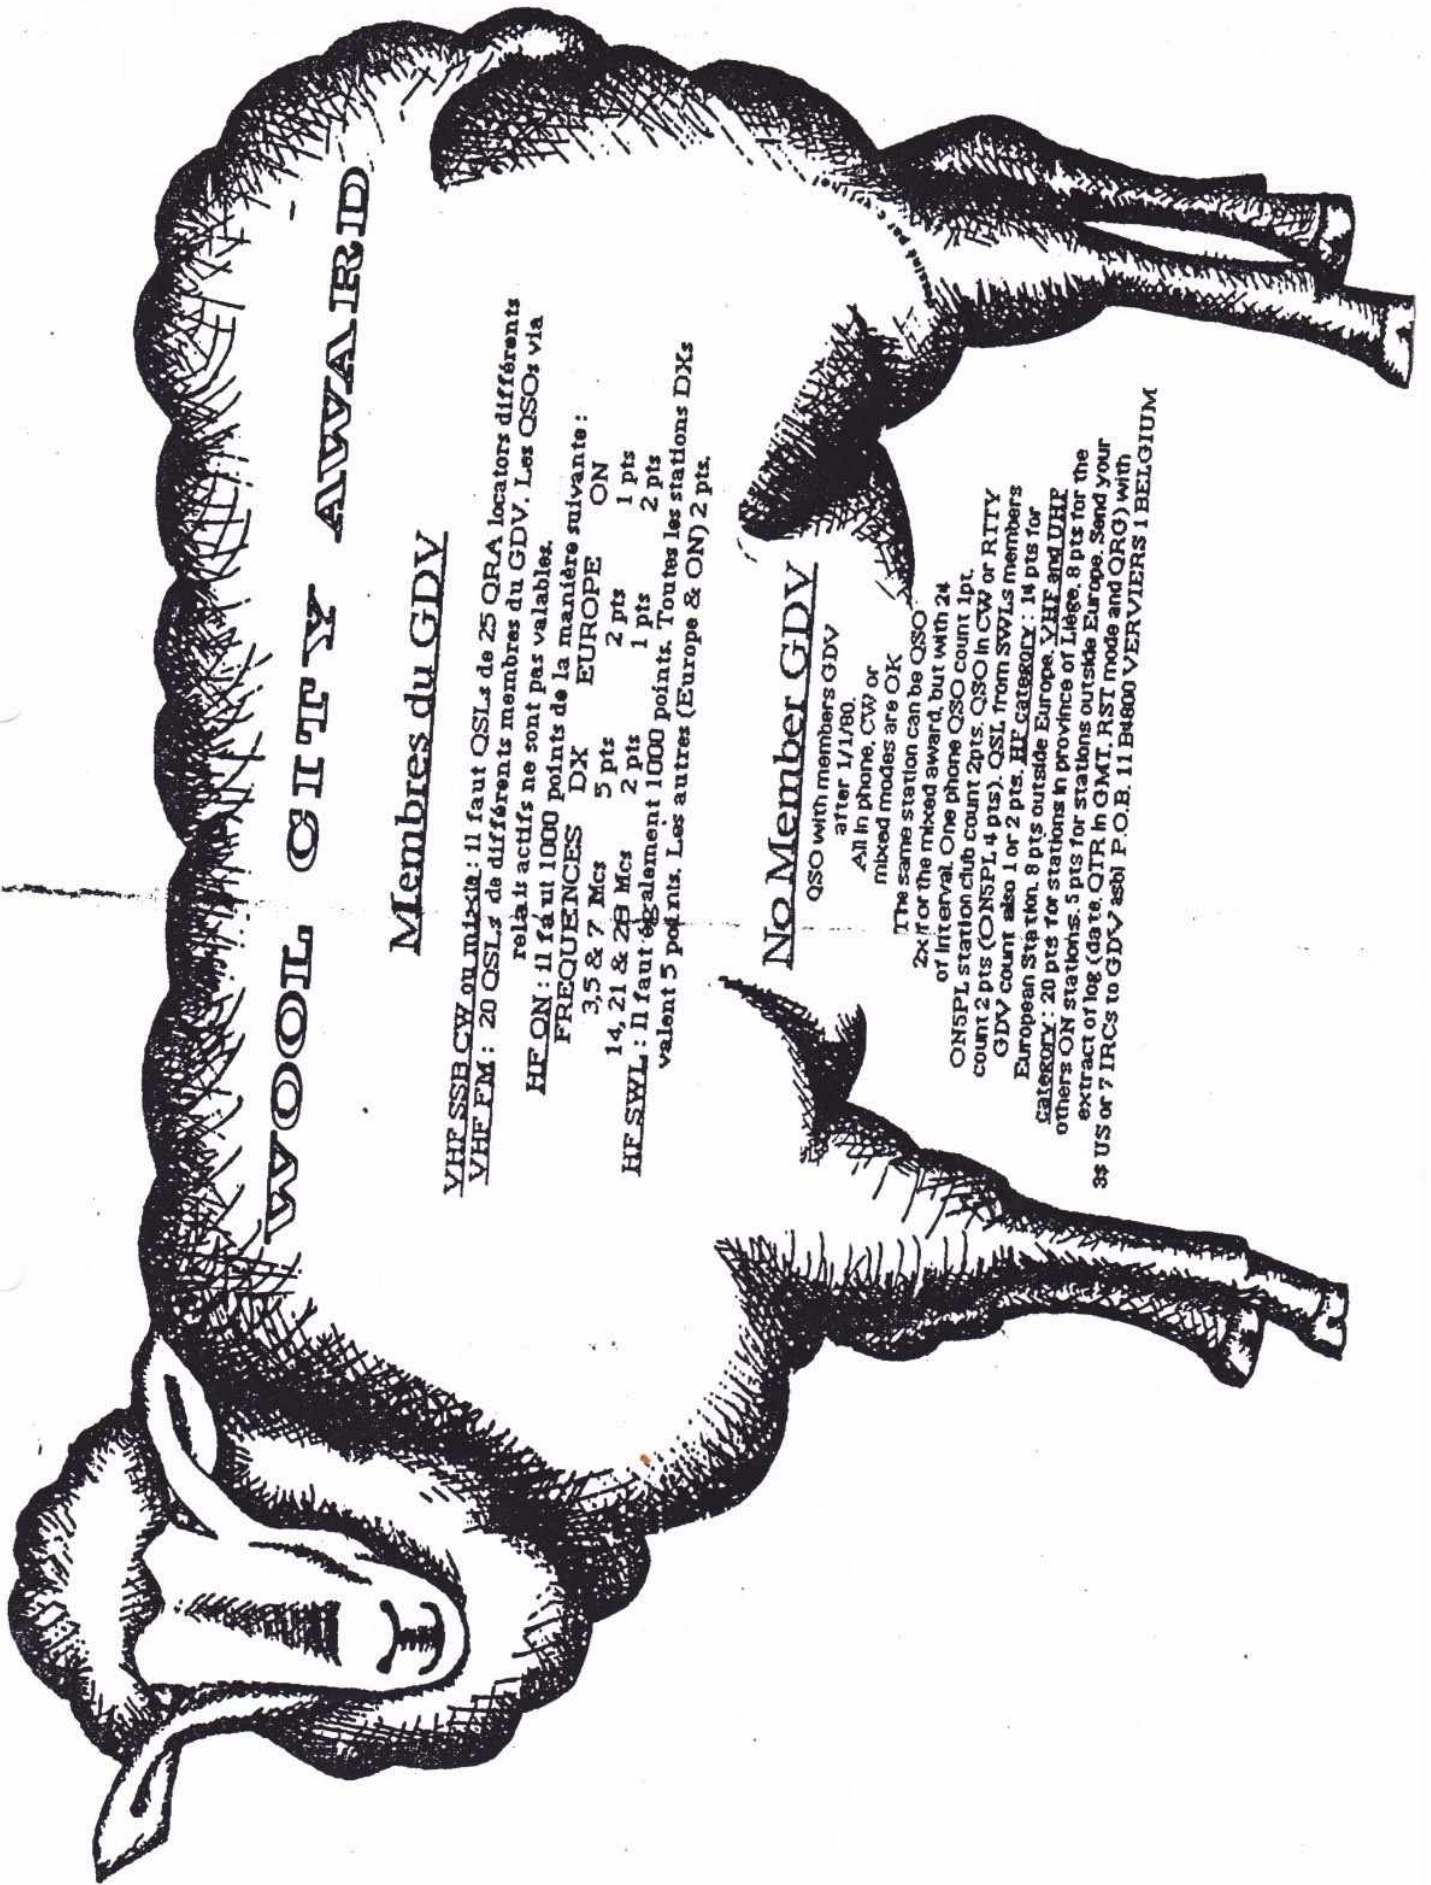 WOOL CITY AWARD
Membres du GDV
VHF SSB CW ou mixte : il faut QSLs de 25 QRA locators différents
VHF FM : 20 QSLs de différents membres du GDV. Les QSOs via
relais actifs ne sont pas valables.
HF ON : il faut 1000 points de la manière suivante :
FREQUENCES DX EUROPE ON
3,5 & 7 Mcs 5 pts 2 pts 1 pts
14, 21 & 28 Mcs 2 pts 1 pts 2 pts
HF SWL : Il faut également 1000 points. Toutes les stations DXs
valent 5 points. Les autres (Europe & ON) 2 pts.
No Member GDV
QSO with members GDV
after 1/1/80.
All in phone, CW or
mixed modes are OK
The same station can be QSO
2x for the mixed award, but with 24
of interval. One phone QSO count 1pt.
ON5PL station club count 2pts. QSO in CW or RTTY
count 2 pts (ON5PL 4 pts). QSL from SWLs members
GDV count also 1 or 2 pts. HF category : 14 pts for
European Station. 8 pts outside Europe. VHF and UHF
category : 20 pts for stations in province of Liège. 8 pts for the
others ON stations. 5 pts for stations outside Europe. Send your
extract of log (date, QTR in GMT, RST mode and QRG) with
3$ US or 7 IRCs to GDV asbl P.O.B. 11 B4800 VERVIERS 1 BELGIUM